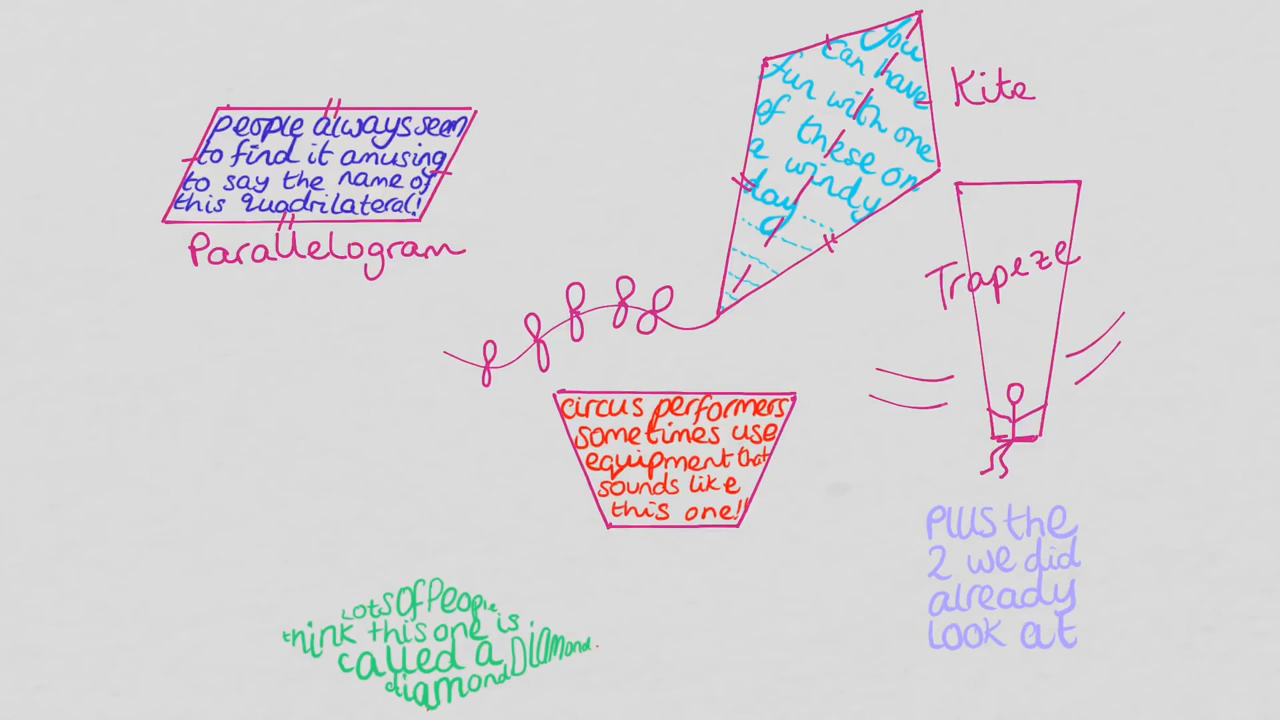 people always seem
to find it amusing
to say the name of
this quadrilateral!
Parallelogram
You
can have
fun with one
of these on
a windy
day
Kite
Trapeze
circus performers
sometimes use
equipment that
sounds like
this one!!
PLUS the
2 we did
already
look at
LOTS OF People
think this one is
called a DIAMOND.
diamond